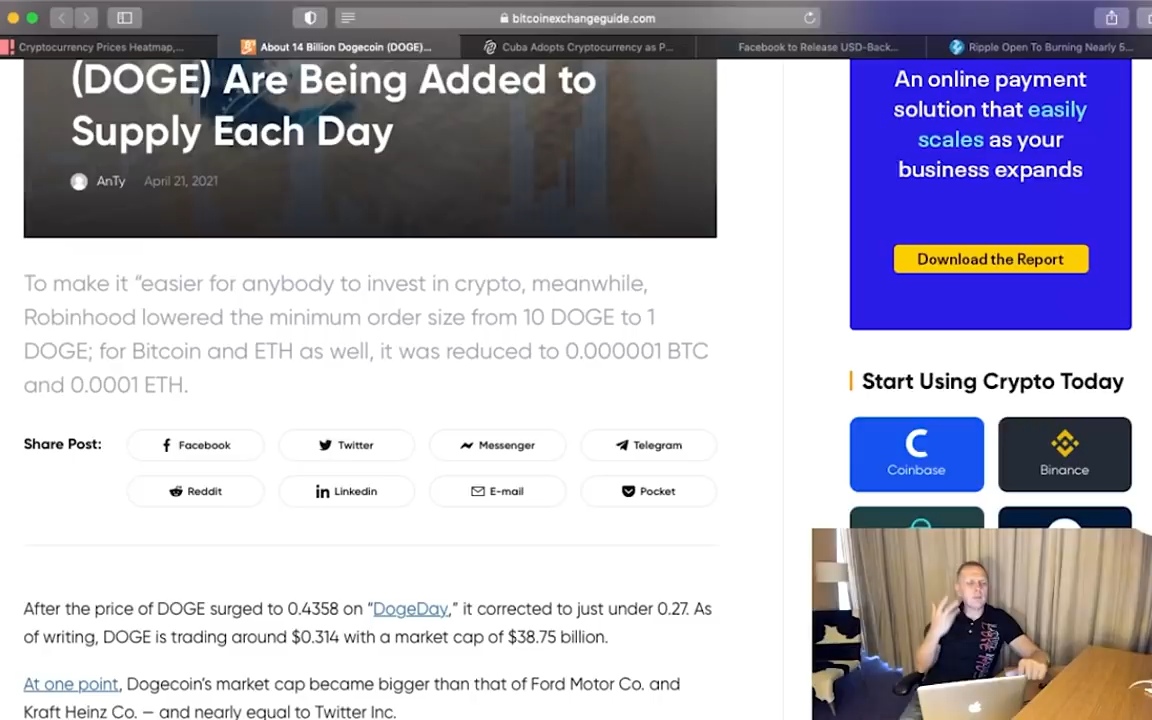 bitcoinexchangeguide.com
Cryptocurrency Prices Heatmap,...
About 14 Billion Dogecoin (DOGE)...
Cuba Adopts Cryptocurrency as P...
Facebook to Release USD-Back...
Ripple Open To Burning Nearly 5...
(DOGE) Are Being Added to
Supply Each Day
AnTy April 21, 2021
To make it “easier for anybody to invest in crypto, meanwhile,
Robinhood lowered the minimum order size from 10 DOGE to 1
DOGE; for Bitcoin and ETH as well, it was reduced to 0.000001 BTC
and 0.0001 ETH.
Share Post:
Facebook
Twitter
Messenger
Telegram
Reddit
Linkedin
E-mail
Pocket
After the price of DOGE surged to 0.4358 on “DogeDay,” it corrected to just under 0.27. As
of writing, DOGE is trading around $0.314 with a market cap of $38.75 billion.
At one point, Dogecoin’s market cap became bigger than that of Ford Motor Co. and
Kraft Heinz Co. — and nearly equal to Twitter Inc.
An online payment
solution that easily
scales as your
business expands
Download the Report
Start Using Crypto Today
Coinbase
Binance